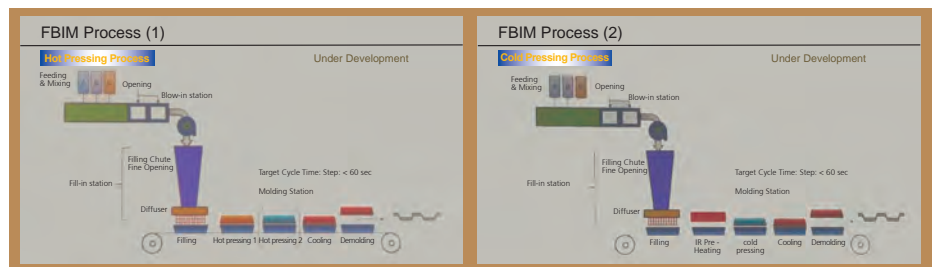 FBIM Process (1)
Hot Pressing Process
Under Development
Feeding
& Mixing
Opening
Blow-in station
Filling Chute
Fine Opening
Fill-in station
Target Cycle Time: Step: < 60 sec
Molding Station
Diffuser
Filling
Hot pressing 1
Hot pressing 2
Cooling
Demolding
FBIM Process (2)
Cold Pressing Process
Under Development
Feeding
& Mixing
Opening
Blow-in station
Filling Chute
Fine Opening
Fill-in station
Target Cycle Time: Step: < 60 sec
Molding Station
Diffuser
Filling
IR Pre -
Heating
cold
pressing
Cooling
Demolding